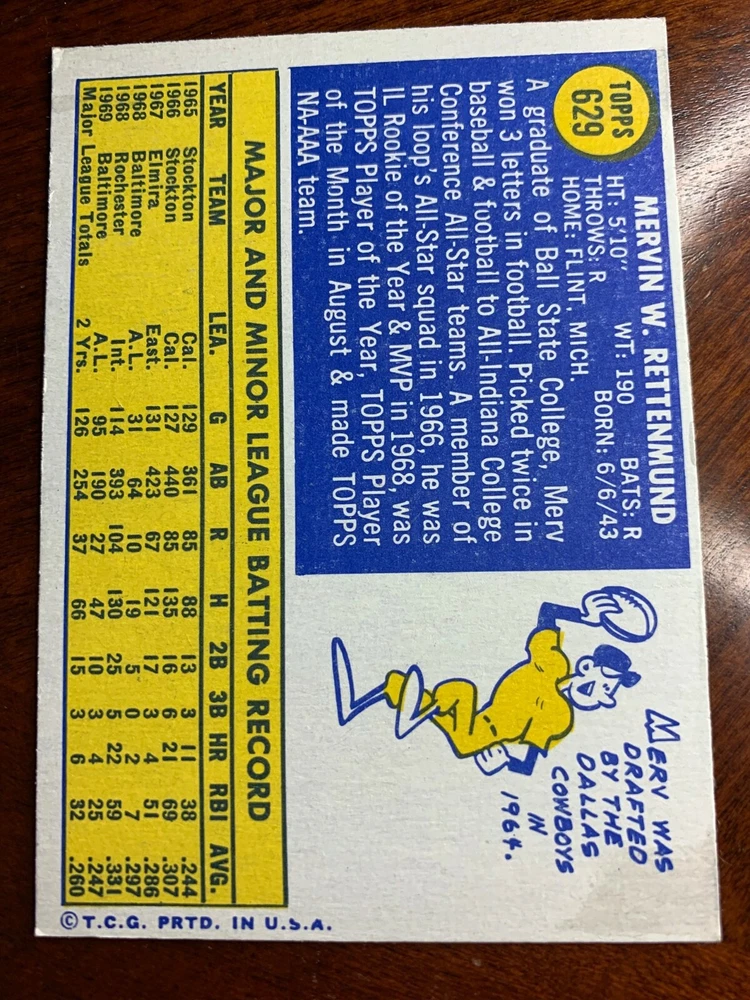 TOPPS
629
MERVIN W. RETTENMUND
HT: 5'10" WT: 190 BATS: R
THROWS: R BORN: 6/6/43
HOME: FLINT, MICH.
A graduate of Ball State College, Merv
won 3 letters in football. Picked twice in
baseball & football to All-Indiana College
Conference All-Star teams. A member of
his loop's All-Star squad in 1966, he was
IL Rookie of the Year & MVP in 1968, was
TOPPS Player of the Year, TOPPS Player
of the Month in August & made TOPPS
NA-AAA team.
MERV WAS
DRAFTED
BY THE
DALLAS
COWBOYS
IN
1964.
MAJOR AND MINOR LEAGUE BATTING RECORD
YEAR TEAM LEA. G AB R H 2B 3B HR RBI AVG.
1965 Stockton Cal. 129 361 85 88 13 3 11 38 .244
1966 Stockton Cal. 127 440 85 135 16 6 21 69 .307
1967 Elmira East. 131 423 67 121 17 3 4 51 .286
1968 Baltimore A.L. 31 64 10 19 5 0 2 7 .297
1968 Rochester Int. 114 393 104 130 25 5 22 59 .331
1969 Baltimore A.L. 95 190 27 47 10 3 4 25 .247
Major League Totals 2 Yrs. 126 254 37 66 15 3 6 32 .260
©T.C.G. PRTD. IN U.S.A.